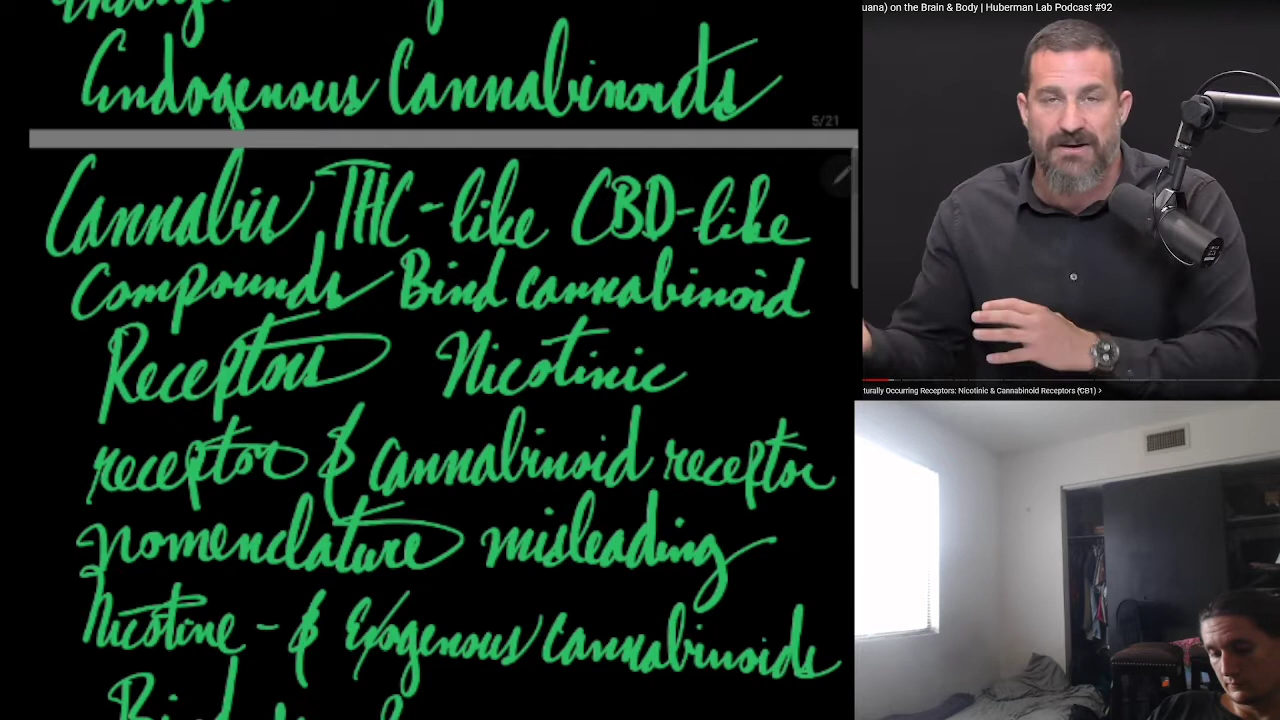 Endogenous Cannabinoids
5/21
Cannabis THC-like CBD-like
Compounds Bind cannabinoid
Receptors Nicotinic
receptor & cannabinoid receptor
nomenclature misleading
Nicotine - & Exogenous cannabinoids
Bind
uana) on the Brain & Body | Huberman Lab Podcast #92
turally Occurring Receptors: Nicotinic & Cannabinoid Receptors (CB1) >